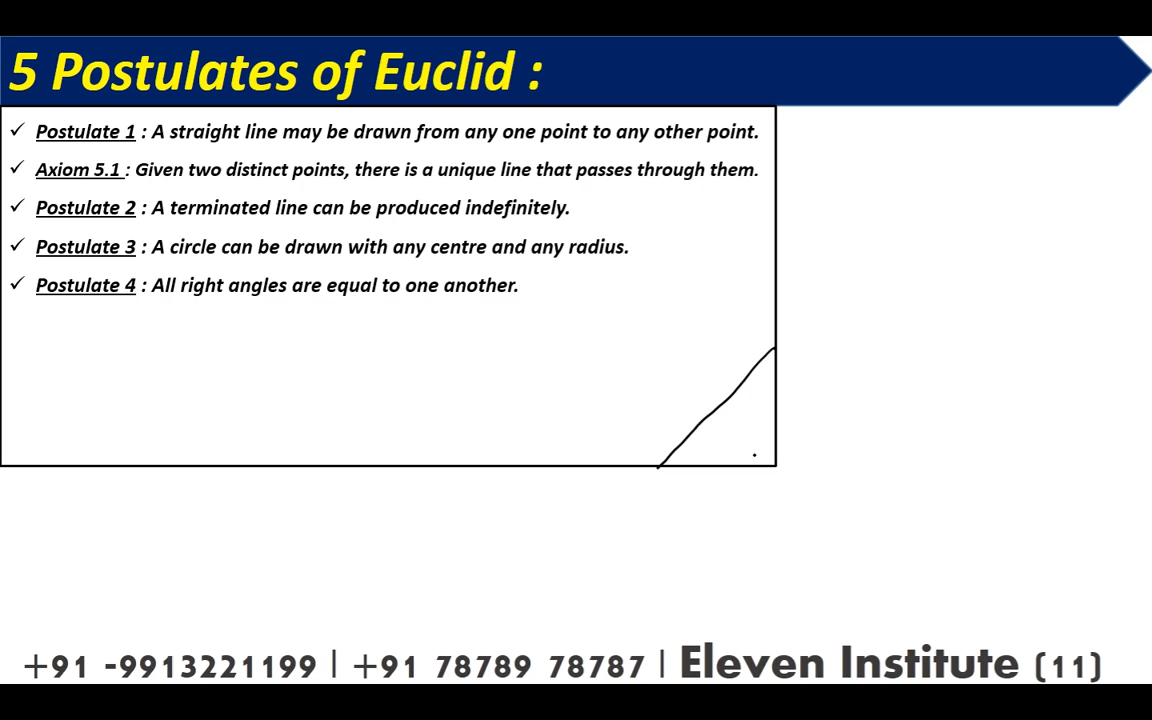 5 Postulates of Euclid :
✓ Postulate 1 : A straight line may be drawn from any one point to any other point.
✓ Axiom 5.1 : Given two distinct points, there is a unique line that passes through them.
✓ Postulate 2 : A terminated line can be produced indefinitely.
✓ Postulate 3 : A circle can be drawn with any centre and any radius.
✓ Postulate 4 : All right angles are equal to one another.
+91 -9913221199 | +91 78789 78787 | Eleven Institute (11)